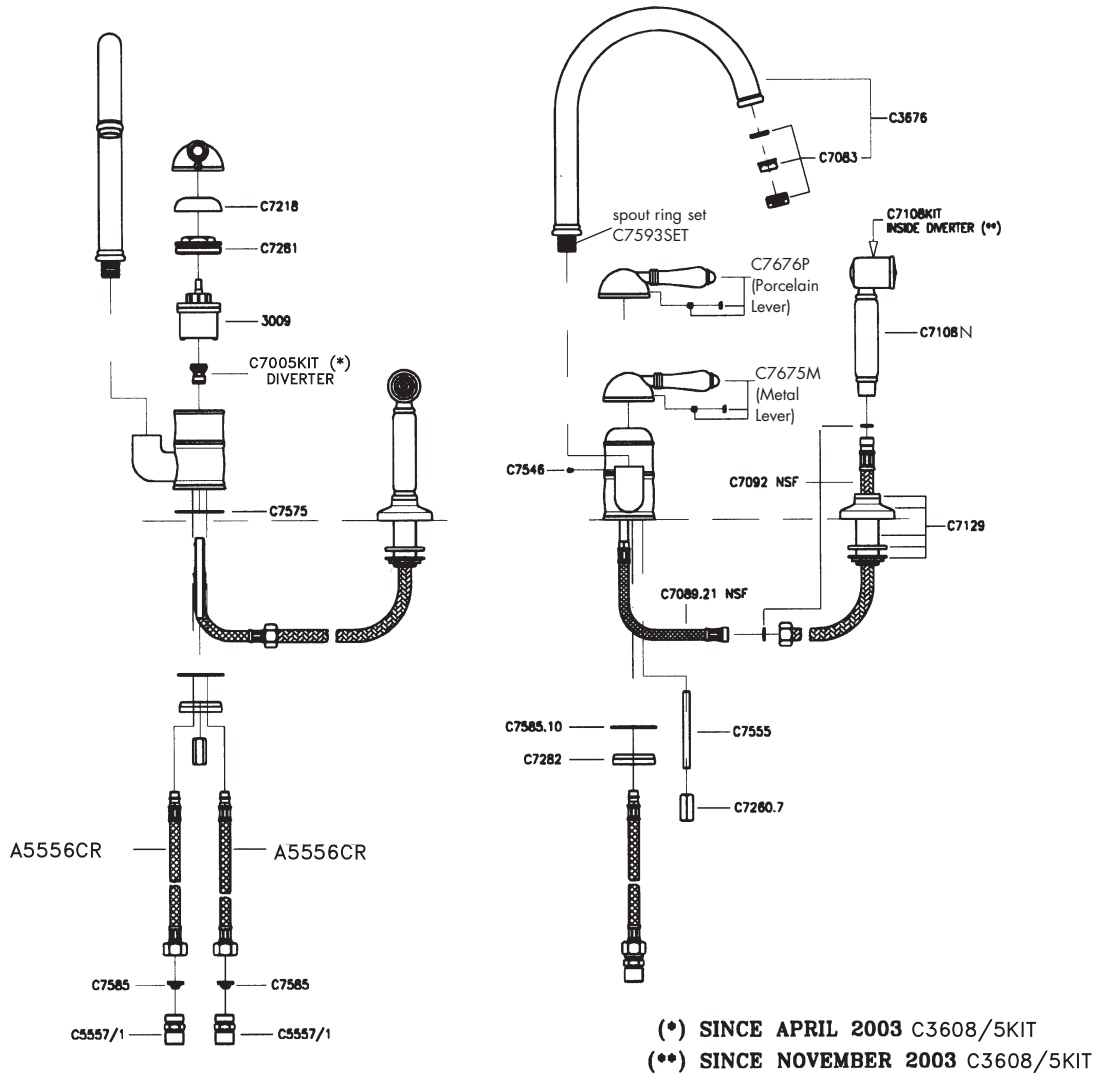 C3676
C7083
C7218
C7281
3009
C7005KIT (*)
DIVERTER
spout ring set
C7593SET
C7108KIT
INSIDE DIVERTER (**)
C7676P
(Porcelain
Lever)
C7108N
C7675M
(Metal
Lever)
C7546
C7092 NSF
C7575
C7129
C7089.21 NSF
C7585.10
C7555
C7282
C7260.7
A5556CR
A5556CR
C7585
C7585
C5557/1
C5557/1
(*) SINCE APRIL 2003 C3608/5KIT
(**) SINCE NOVEMBER 2003 C3608/5KIT